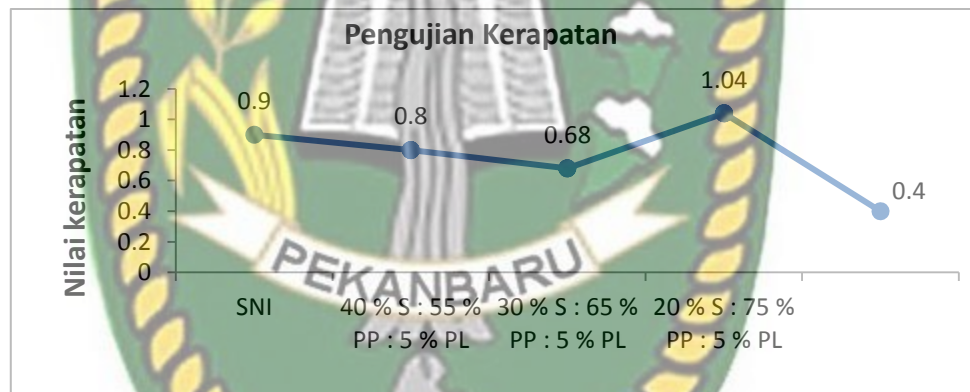 Pengujian Kerapatan
Nilai kerapatan
1.2
1
0.8
0.6
0.4
0.2
0
0.9
0.8
0.68
1.04
0.4
PEKANBARU
SNI
40 % S : 55 % PP : 5 % PL
30 % S : 65 % PP : 5 % PL
20 % S : 75 % PP : 5 % PL